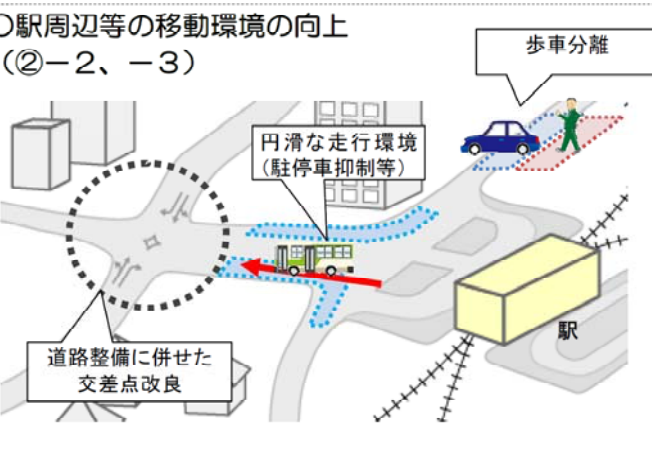 ○駅周辺等の移動環境の向上
（②－２、－３）
歩車分離
円滑な走行環境
（駐停車抑制等）
駅
道路整備に併せた
交差点改良